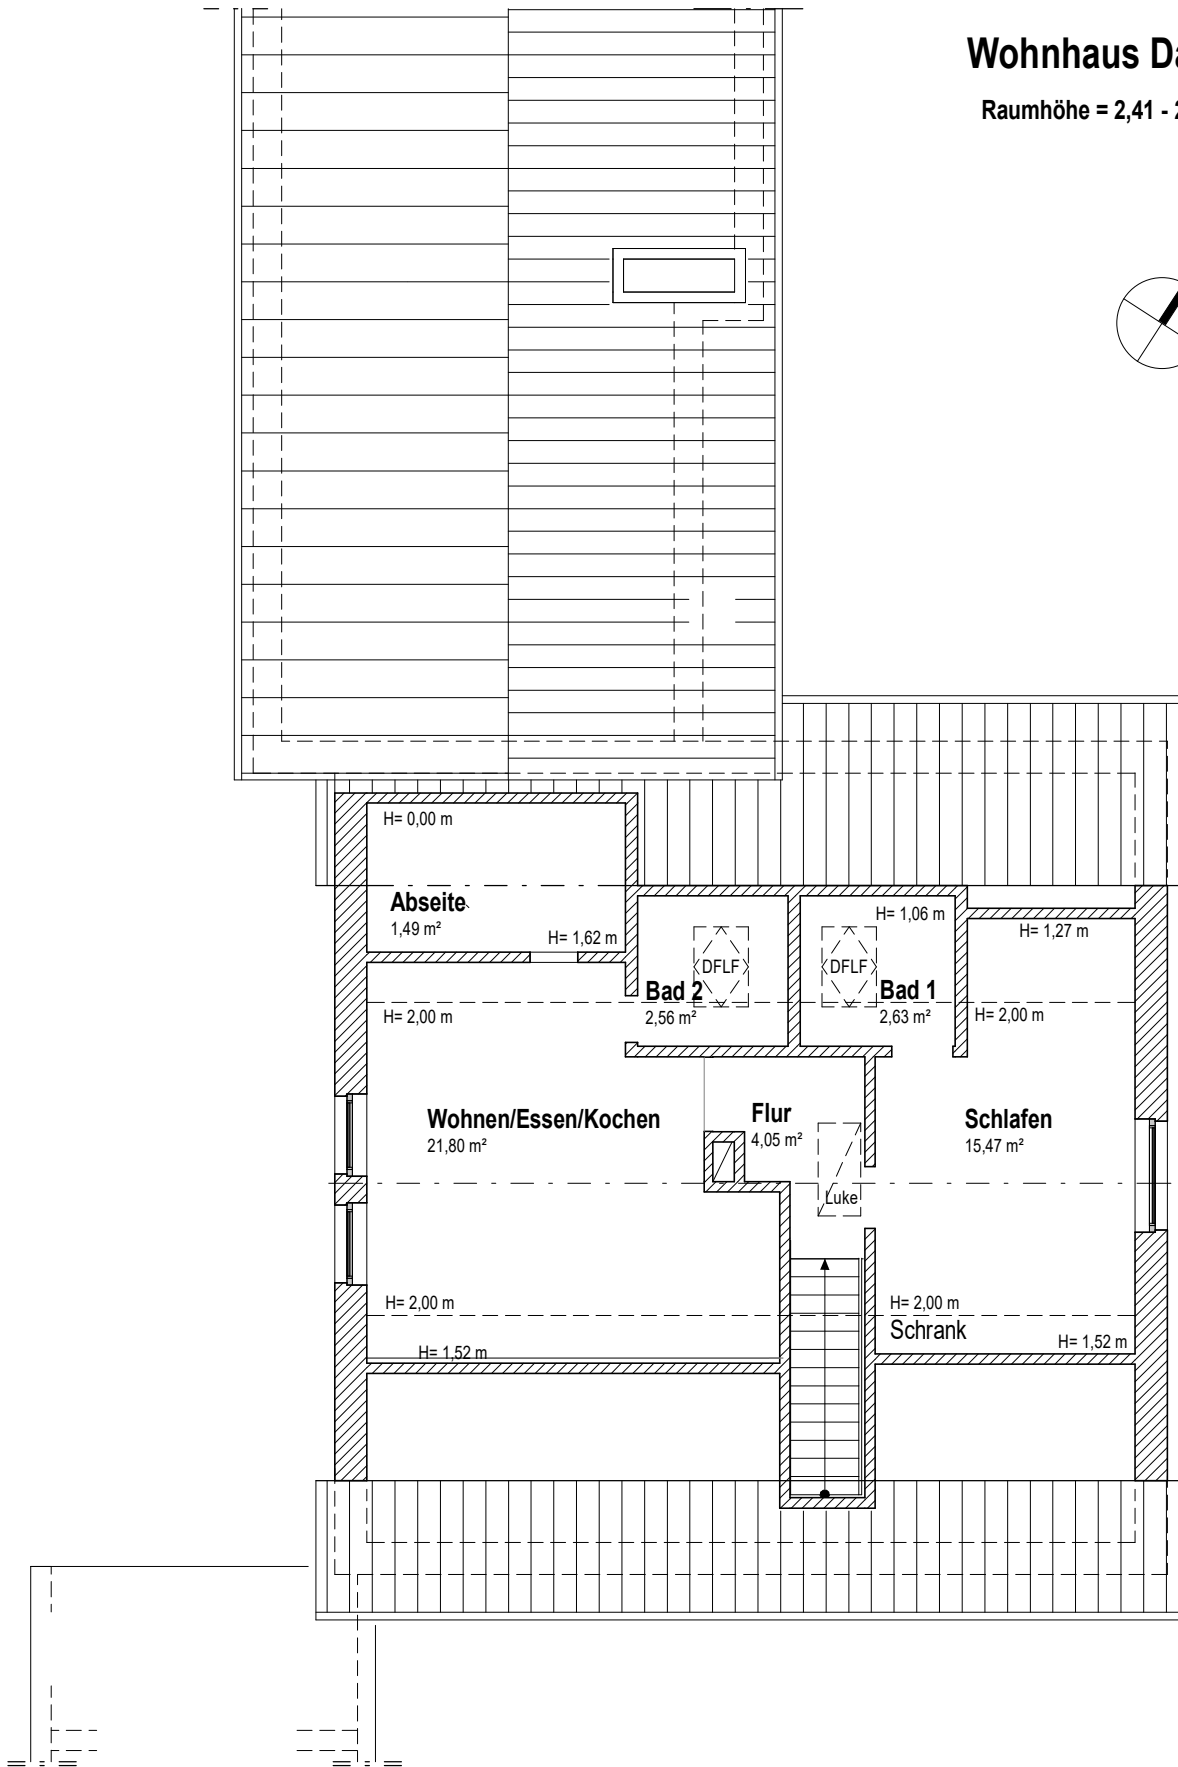 Wohnhaus
Raumhöhe = 2,41 -
H= 0,00 m
Abseite
1,49 m²
H= 1,62 m
H= 1,06 m
H= 1,27 m
DFLF
DFLF
Bad 2
2,56 m²
Bad 1
2,63 m²
H= 2,00 m
H= 2,00 m
Wohnen/Essen/Kochen
21,80 m²
Flur
4,05 m²
Schlafen
15,47 m²
Luke
H= 2,00 m
H= 2,00 m
Schrank
H= 1,52 m
H= 1,52 m